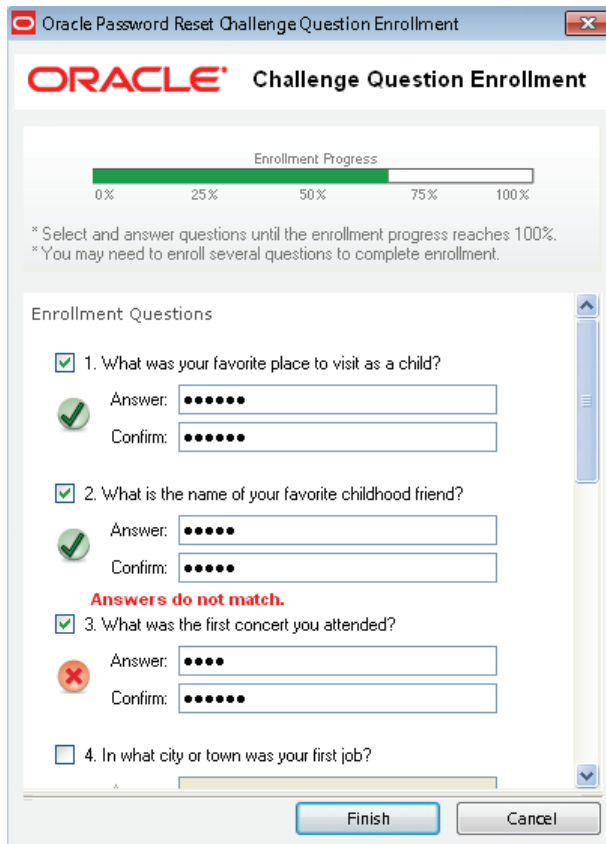 Oracle Password Reset Challenge Question Enrollment
ORACLE® Challenge Question Enrollment
Enrollment Progress
0% 25% 50% 75% 100%
* Select and answer questions until the enrollment progress reaches 100%.
* You may need to enroll several questions to complete enrollment.
Enrollment Questions
1. What was your favorite place to visit as a child?
Answer: ●●●●●●
Confirm: ●●●●●●
2. What is the name of your favorite childhood friend?
Answer: ●●●●●
Confirm: ●●●●●
Answers do not match.
3. What was the first concert you attended?
Answer: ●●●●
Confirm: ●●●●●●
4. In what city or town was your first job?
Finish Cancel